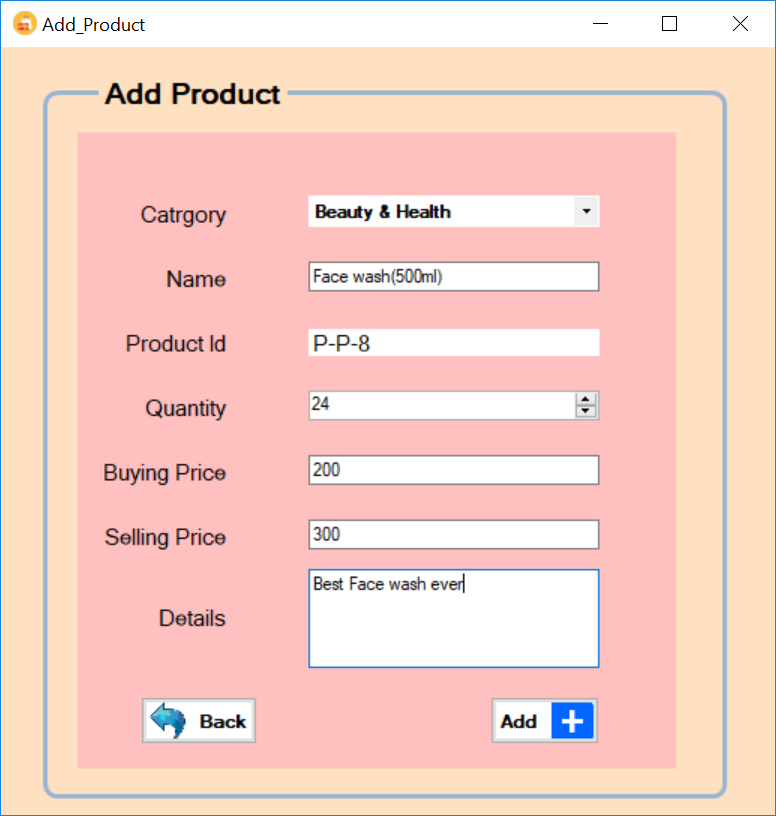 Add_Product
Add Product
Catrgory Beauty & Health
Name Face wash(500ml)
Product Id P-P-8
Quantity 24
Buying Price 200
Selling Price 300
Details Best Face wash ever
Back Add